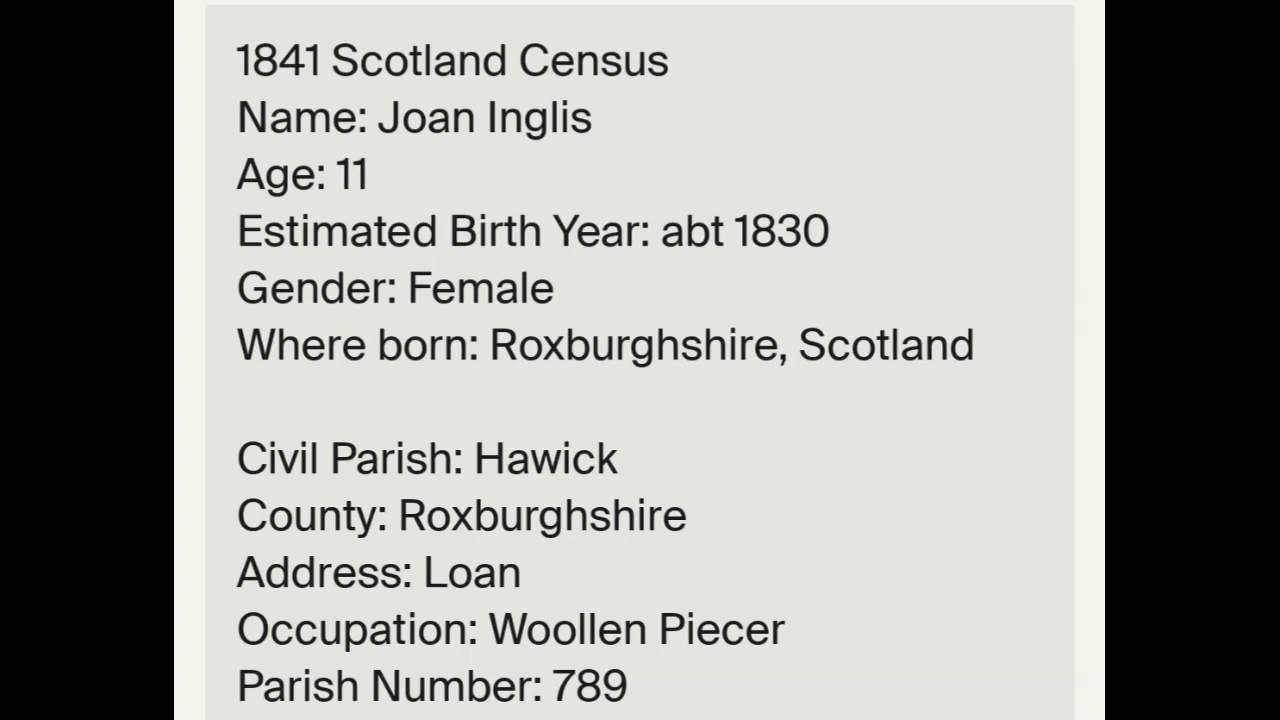 1841 Scotland Census
Name: Joan Inglis
Age: 11
Estimated Birth Year: abt 1830
Gender: Female
Where born: Roxburghshire, Scotland
Civil Parish: Hawick
County: Roxburghshire
Address: Loan
Occupation: Woollen Piecer
Parish Number: 789